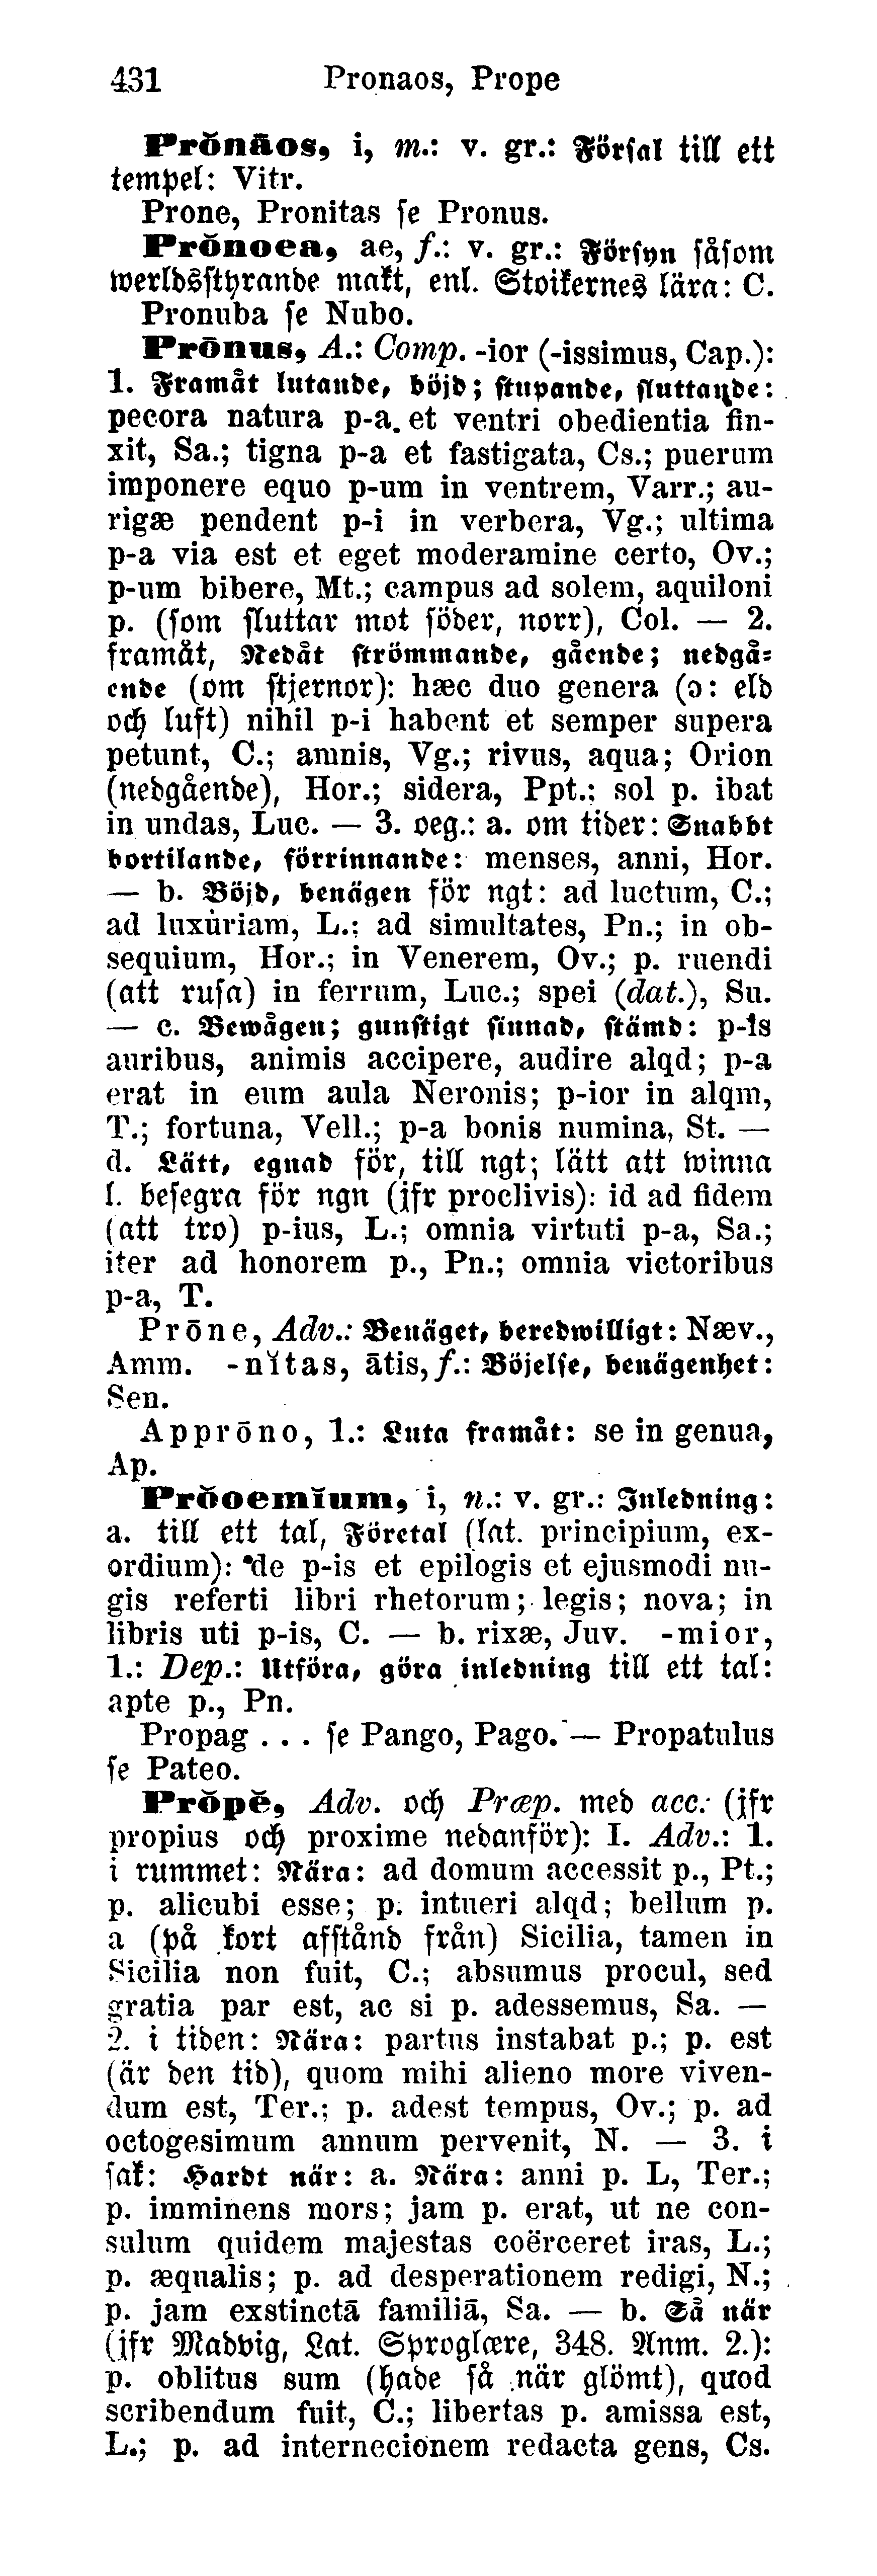 431 Pronaos, Prope
Prŏnāos, i, m.: v. gr.: Försal till ett
tempel: Vitr.
Prone, Pronitas se Pronus.
Prŏnoea, ae, f.: v. gr.: Försyn såsom
werldsstyrande makt, enl. Stoikernes lära: C.
Pronuba se Nubo.
Prōnus, A.: Comp. -ior (-issimus, Cap.):
1. Framåt lutande, böjd; stupande, sluttande:
pecora natura p-a. et ventri obedientia fin-
xit, Sa.; tigna p-a et fastigata, Cs.; puerum
imponere equo p-um in ventrem, Varr.; au-
rigæ pendent p-i in verbera, Vg.; ultima
p-a via est et eget moderamine certo, Ov.;
p-um bibere, Mt.; campus ad solem, aquiloni
p. (som sluttar mot söder, norr), Col. — 2.
framåt, Nedåt strömmande, gående; nedgå-
ende (om stjernor): hæc duo genera (ɔ: eld
och luft) nihil p-i habent et semper supera
petunt, C.; amnis, Vg.; rivus, aqua; Orion
(nedgående), Hor.; sidera, Ppt.; sol p. ibat
in undas, Luc. — 3. oeg.: a. om tider: Snabbt
bortilande, förrinnande: menses, anni, Hor.
— b. Böjd, benägen för ngt: ad luctum, C.;
ad luxuriam, L.; ad simultates, Pn.; in ob-
sequium, Hor.; in Venerem, Ov.; p. ruendi
(att rusa) in ferrum, Luc.; spei (dat.), Su.
— c. Bewågen; gunstigt sinnad, stämd: p-is
auribus, animis accipere, audire alqd; p-a
erat in eum aula Neronis; p-ior in alqm,
T.; fortuna, Vell.; p-a bonis numina, St. —
d. Lätt, egnad för, till ngt; lätt att winna
l. besegra för ngn (jfr proclivis): id ad fidem
(att tro) p-ius, L.; omnia virtuti p-a, Sa.;
iter ad honorem p., Pn.; omnia victoribus
p-a, T.
Prōne, Adv.: Benäget, beredwilligt: Næv.,
Amm. -nĭtas, ātis, f.: Böjelse, benägenhet:
Sen.
Apprōno, 1.: Luta framåt: se in genua,
Ap.
Prŏoemĭum, i, n.: v. gr.: Inledning:
a. till ett tal, Företal (lat. principium, ex-
ordium): de p-is et epilogis et ejusmodi nu-
gis referti libri rhetorum; legis; nova; in
libris uti p-is, C. — b. rixæ, Juv. -mior,
1.: Dep.: Utföra, göra inledning till ett tal:
apte p., Pn.
Propag . . . se Pango, Pago. — Propatulus
se Pateo.
Prŏpĕ, Adv. och Præp. med acc. (jfr
propius och proxime nedanför): I. Adv.: 1.
i rummet: Nära: ad domum accessit p., Pt.;
p. alicubi esse; p. intueri alqd; bellum p.
a (på kort afstånd från) Sicilia, tamen in
Sicilia non fuit, C.; absumus procul, sed
gratia par est, ac si p. adessemus, Sa. —
2. i tiden: Nära: partus instabat p.; p. est
(är den tid), quom mihi alieno more viven-
dum est, Ter.; p. adest tempus, Ov.; p. ad
octogesimum annum pervenit, N. — 3. i
sak: Hardt när: a. Nära: anni p. L, Ter.;
p. imminens mors; jam p. erat, ut ne con-
sulum quidem majestas coërceret iras, L.;
p. æqualis; p. ad desperationem redigi, N.;
p. jam exstinctā familiā, Sa. — b. Så när
(jfr Madvig, Lat. Sproglære, 348. Anm. 2.):
p. oblitus sum (hade så när glömt), quod
scribendum fuit, C.; libertas p. amissa est,
L.; p. ad internecionem redacta gens, Cs.